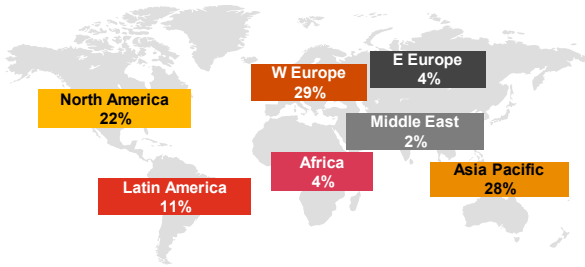 North America
22%
W Europe
29%
E Europe
4%
Middle East
2%
Africa
4%
Latin America
11%
Asia Pacific
28%